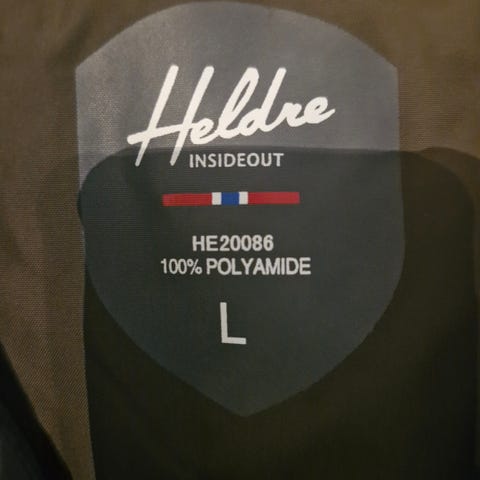 Heldre
INSIDEOUT
HE20086
100% POLYAMIDE
L